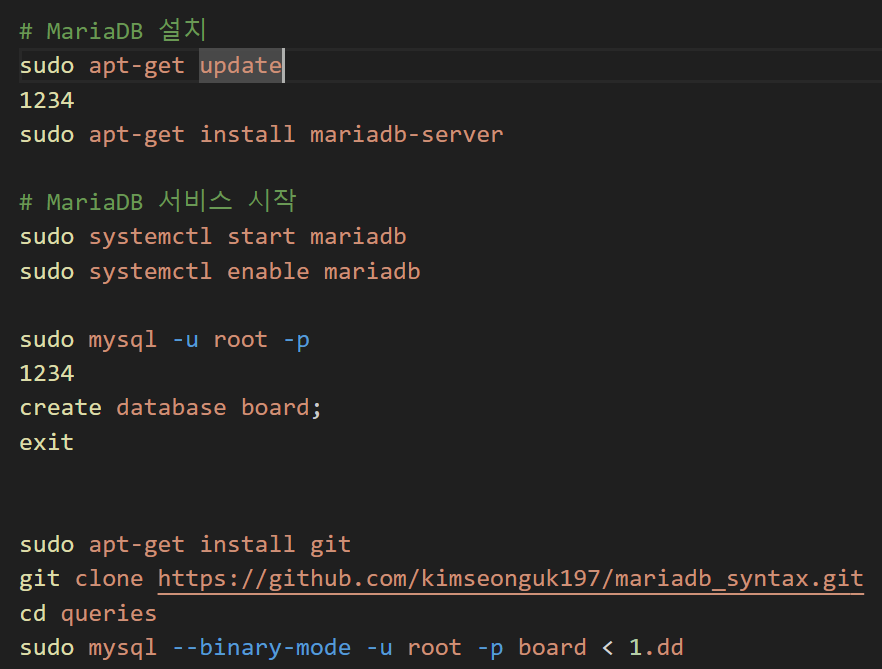 # MariaDB 설치
sudo apt-get update
1234
sudo apt-get install mariadb-server
# MariaDB 서비스 시작
sudo systemctl start mariadb
sudo systemctl enable mariadb
sudo mysql -u root -p
1234
create database board;
exit
sudo apt-get install git
git clone https://github.com/kimseonguk197/mariadb_syntax.git
cd queries
sudo mysql --binary-mode -u root -p board < 1.dd